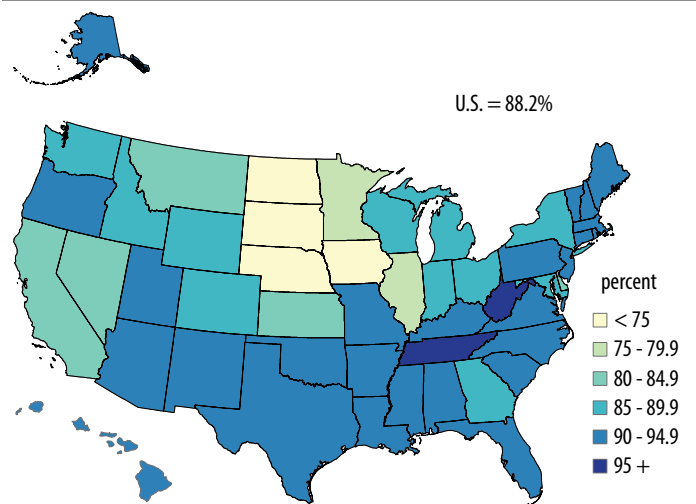 U.S. = 88.2%
percent
< 75
75 - 79.9
80 - 84.9
85 - 89.9
90 - 94.9
95 +